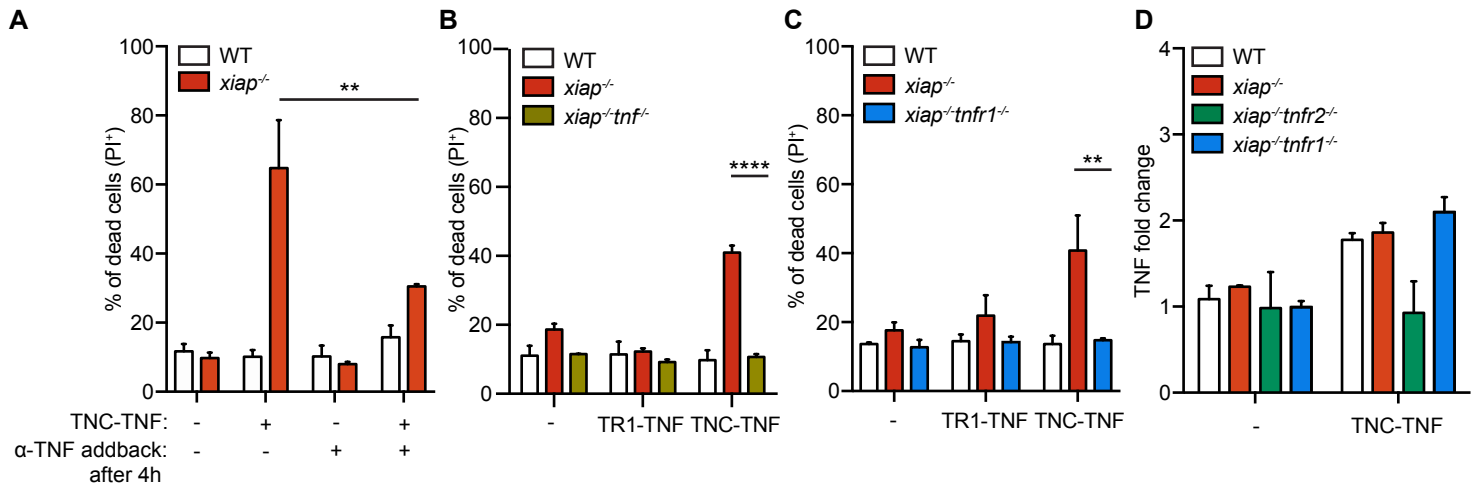 A
% of dead cells (PI⁺)
100
80
60
40
20
0
WT
xiap⁻/⁻
**
TNC-TNF: - + - +
α-TNF addback: - - + +
after 4h
B
% of dead cells (PI⁺)
100
80
60
40
20
0
WT
xiap⁻/⁻
xiap⁻/⁻tnf⁻/⁻
****
- TR1-TNF TNC-TNF
C
% of dead cells (PI⁺)
100
80
60
40
20
0
WT
xiap⁻/⁻
xiap⁻/⁻tnfr1⁻/⁻
**
- TR1-TNF TNC-TNF
D
TNF fold change
4
3
2
1
0
WT
xiap⁻/⁻
xiap⁻/⁻tnfr2⁻/⁻
xiap⁻/⁻tnfr1⁻/⁻
- TNC-TNF